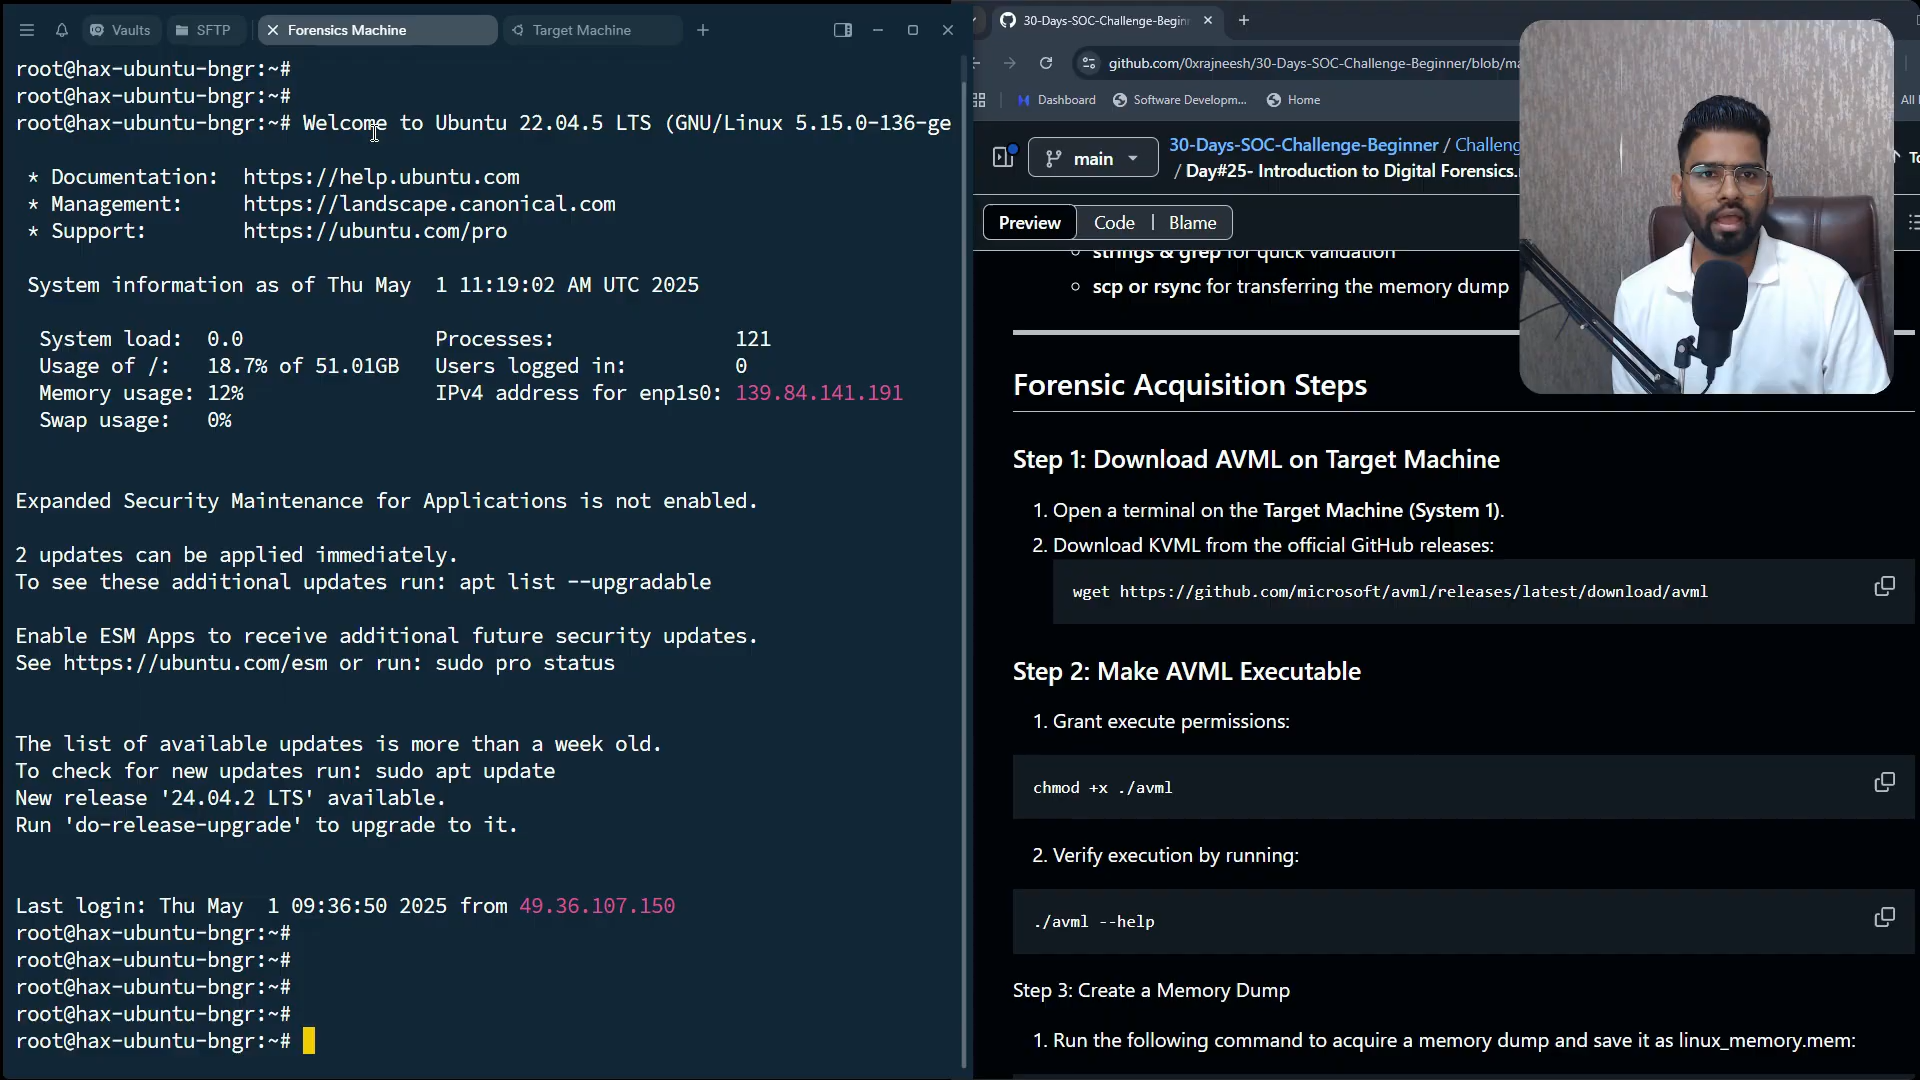 Vaults
SFTP
Forensics Machine
Target Machine
root@hax-ubuntu-bngr:~#
root@hax-ubuntu-bngr:~#
root@hax-ubuntu-bngr:~# Welcome to Ubuntu 22.04.5 LTS (GNU/Linux 5.15.0-136-ge
* Documentation: https://help.ubuntu.com
* Management: https://landscape.canonical.com
* Support: https://ubuntu.com/pro
System information as of Thu May 1 11:19:02 AM UTC 2025
System load: 0.0 Processes: 121
Usage of /: 18.7% of 51.01GB Users logged in: 0
Memory usage: 12% IPv4 address for enp1s0: 139.84.141.191
Swap usage: 0%
Expanded Security Maintenance for Applications is not enabled.
2 updates can be applied immediately.
To see these additional updates run: apt list --upgradable
Enable ESM Apps to receive additional future security updates.
See https://ubuntu.com/esm or run: sudo pro status
The list of available updates is more than a week old.
To check for new updates run: sudo apt update
New release '24.04.2 LTS' available.
Run 'do-release-upgrade' to upgrade to it.
Last login: Thu May 1 09:36:50 2025 from 49.36.107.150
root@hax-ubuntu-bngr:~#
root@hax-ubuntu-bngr:~#
root@hax-ubuntu-bngr:~#
root@hax-ubuntu-bngr:~#
root@hax-ubuntu-bngr:~#
30-Days-SOC-Challenge-Beginn
github.com/0xrajneesh/30-Days-SOC-Challenge-Beginner/blob/ma
Dashboard
Software Developm...
Home
All
main
30-Days-SOC-Challenge-Beginner / Challeng
/ Day#25- Introduction to Digital Forensics.
Preview
Code
Blame
strings & grep for quick validation
scp or rsync for transferring the memory dump
Forensic Acquisition Steps
Step 1: Download AVML on Target Machine
1. Open a terminal on the Target Machine (System 1).
2. Download KVML from the official GitHub releases:
wget https://github.com/microsoft/avml/releases/latest/download/avml
Step 2: Make AVML Executable
1. Grant execute permissions:
chmod +x ./avml
2. Verify execution by running:
./avml --help
Step 3: Create a Memory Dump
1. Run the following command to acquire a memory dump and save it as linux_memory.mem: